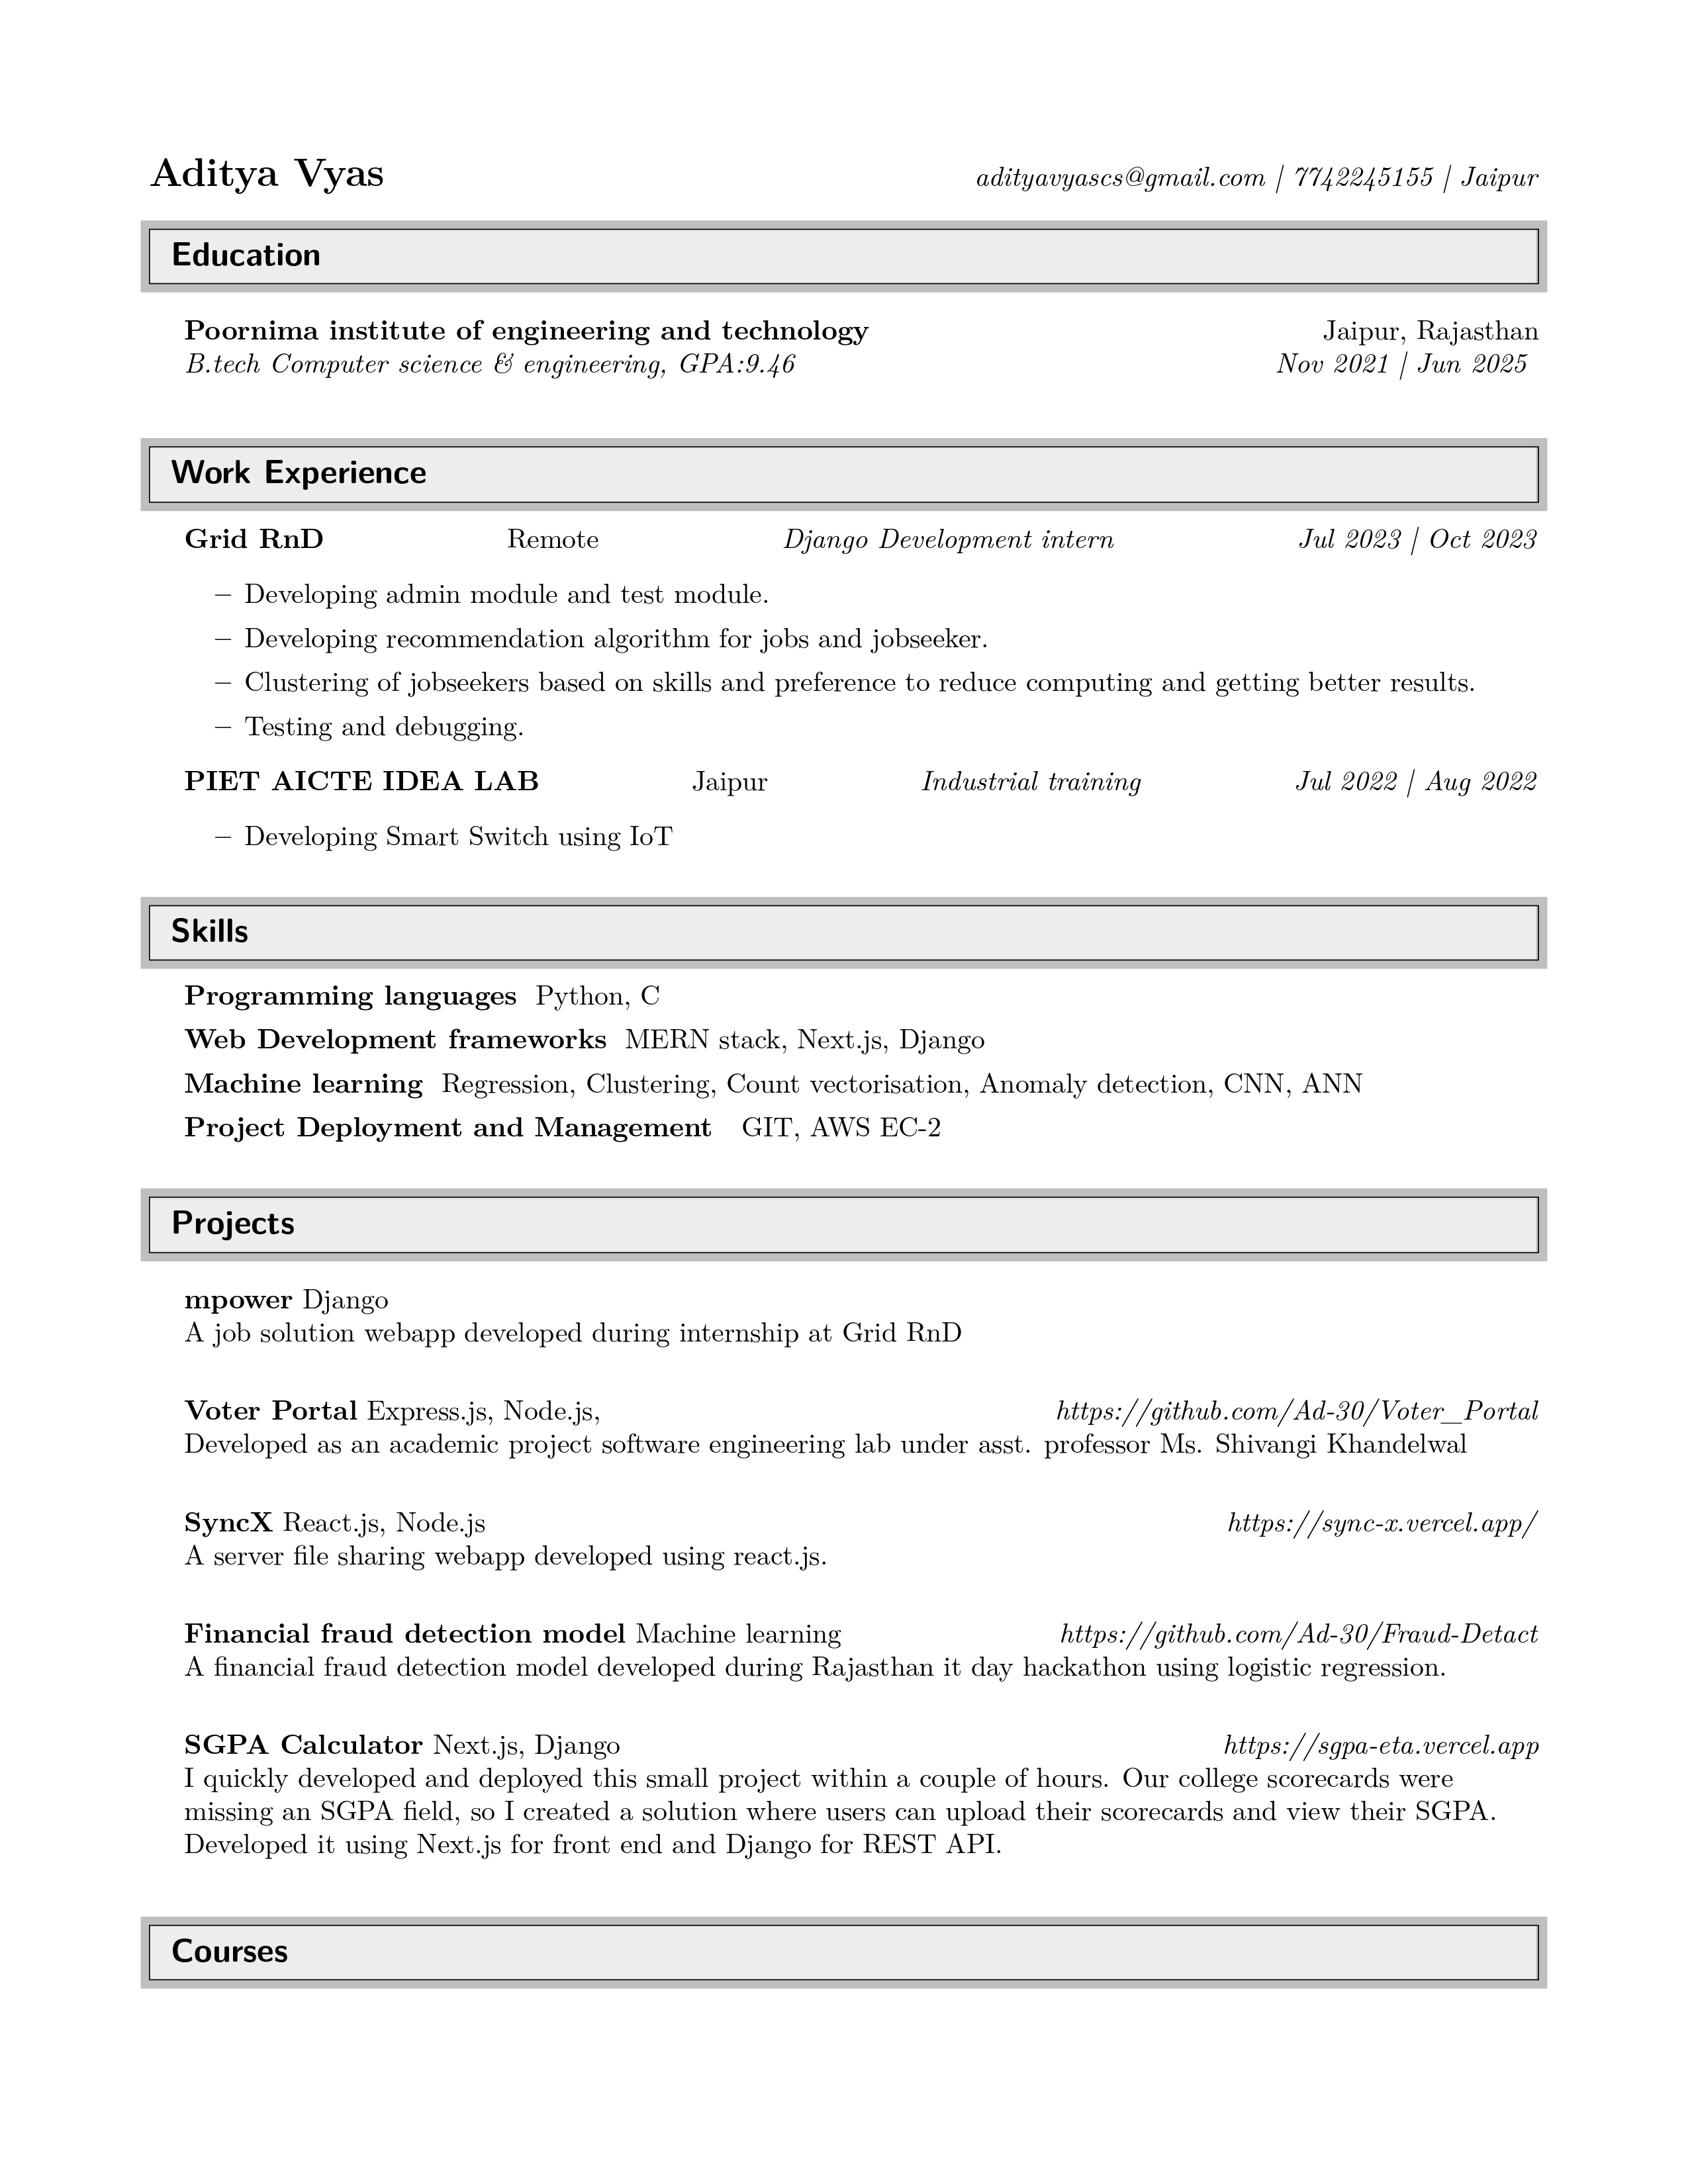 Aditya Vyas adityavyascs@gmail.com | 7742245155 | Jaipur
Education
Poornima institute of engineering and technology Jaipur, Rajasthan
B.tech Computer science & engineering, GPA:9.46 Nov 2021 | Jun 2025
Work Experience
Grid RnD Remote Django Development intern Jul 2023 | Oct 2023
– Developing admin module and test module.
– Developing recommendation algorithm for jobs and jobseeker.
– Clustering of jobseekers based on skills and preference to reduce computing and getting better results.
– Testing and debugging.
PIET AICTE IDEA LAB Jaipur Industrial training Jul 2022 | Aug 2022
– Developing Smart Switch using IoT
Skills
Programming languages Python, C
Web Development frameworks MERN stack, Next.js, Django
Machine learning Regression, Clustering, Count vectorisation, Anomaly detection, CNN, ANN
Project Deployment and Management GIT, AWS EC-2
Projects
mpower Django
A job solution webapp developed during internship at Grid RnD
Voter Portal Express.js, Node.js, https://github.com/Ad-30/Voter_Portal
Developed as an academic project software engineering lab under asst. professor Ms. Shivangi Khandelwal
SyncX React.js, Node.js https://sync-x.vercel.app/
A server file sharing webapp developed using react.js.
Financial fraud detection model Machine learning https://github.com/Ad-30/Fraud-Detact
A financial fraud detection model developed during Rajasthan it day hackathon using logistic regression.
SGPA Calculator Next.js, Django https://sgpa-eta.vercel.app
I quickly developed and deployed this small project within a couple of hours. Our college scorecards were
missing an SGPA field, so I created a solution where users can upload their scorecards and view their SGPA.
Developed it using Next.js for front end and Django for REST API.
Courses